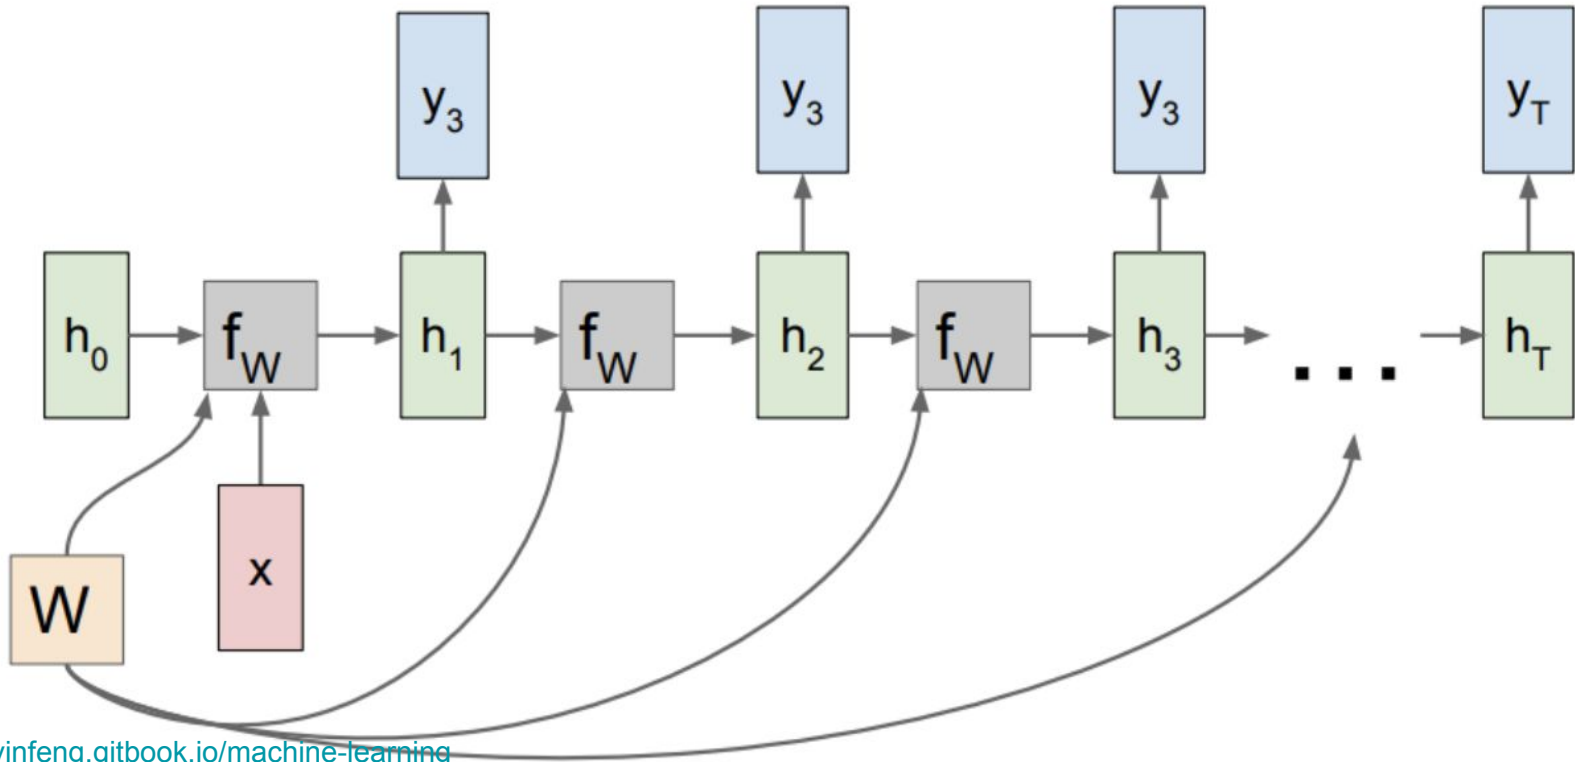 y3 y3 y3 yT
h0 fW h1 fW h2 fW h3 ... hT
W x
yinfeng.gitbook.io/machine-learning